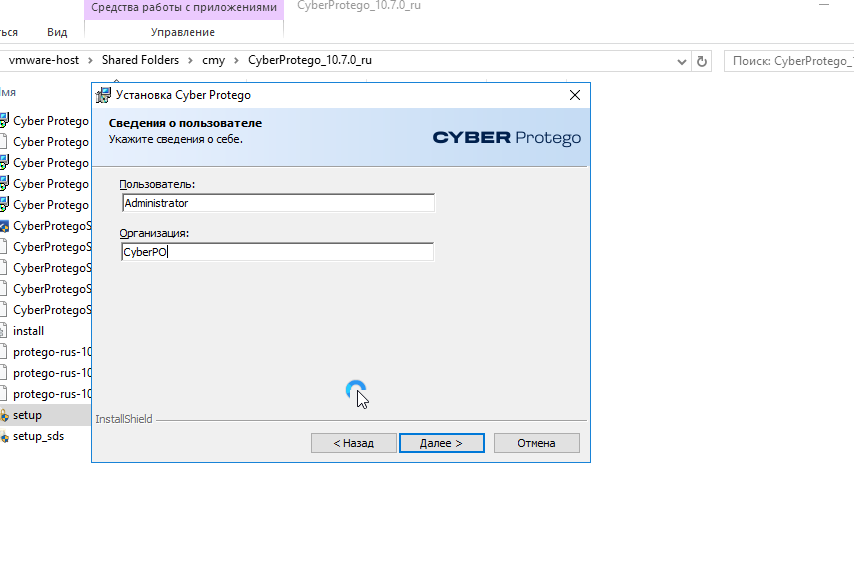 Средства работы с приложениями
CyberProtego_10.7.0_ru
Вид
Управление
vmware-host > Shared Folders > cmy > CyberProtego_10.7.0_ru
Поиск: CyberProtego_
Установка Cyber Protego
Сведения о пользователе
Укажите сведения о себе.
CYBER Protego
Cyber Protego
Cyber Protego
Cyber Protego
Cyber Protego
Cyber Protego
CyberProtegoS
CyberProtegoS
CyberProtegoS
CyberProtegoS
CyberProtegoS
install
protego-rus-10
protego-rus-10
protego-rus-10
setup
setup_sds
Пользователь:
Administrator
Организация:
CyberPO
InstallShield
< Назад
Далее >
Отмена